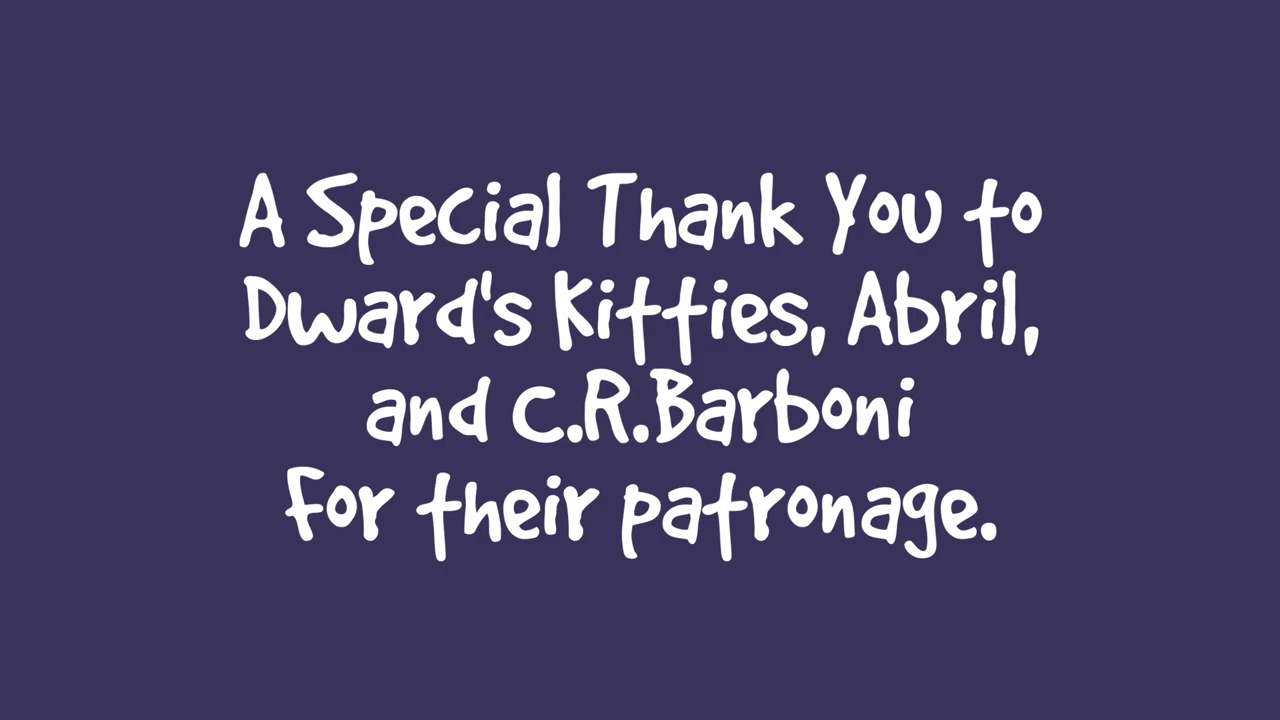 A Special Thank You to
Dward's Kitties, Abril,
and C.R.Barboni
For their patronage.